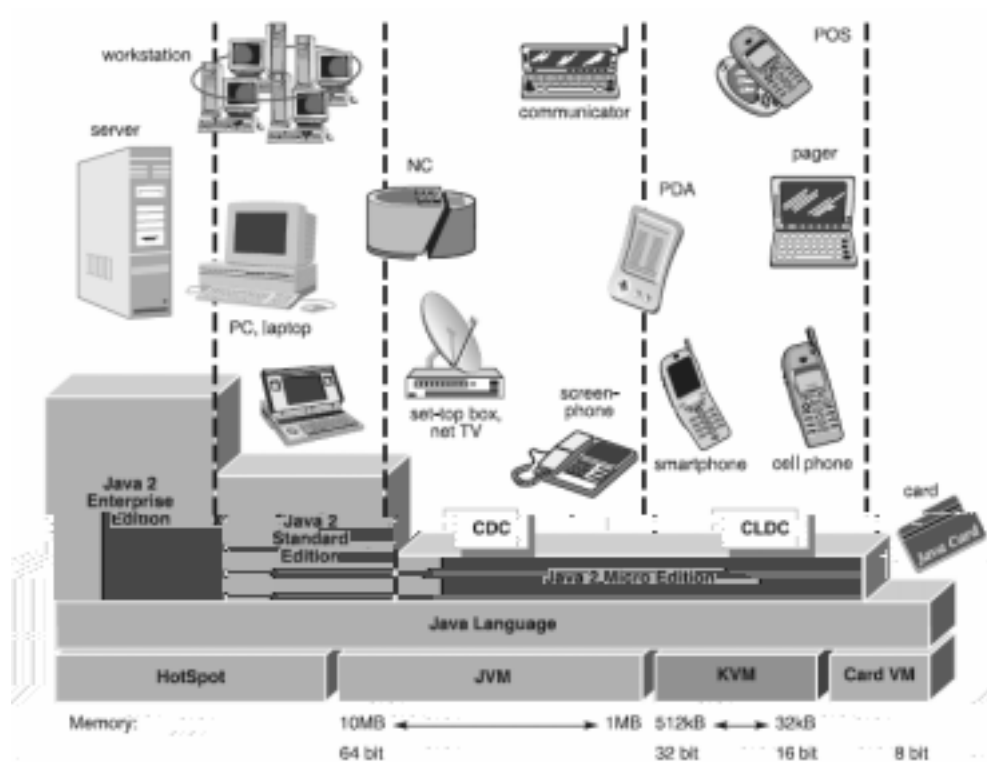 workstation
server
communicator
POS
NC
PDA
pager
PC, laptop
set-top box,
net TV
screen-
phone
smartphone
cell phone
card
Java Card
Java 2
Enterprise
Edition
Java 2
Standard
Edition
CDC
CLDC
Java 2 Micro Edition
Java Language
HotSpot
JVM
KVM
Card VM
Memory:
10MB
1MB
512kB
32kB
64 bit
32 bit
16 bit
8 bit